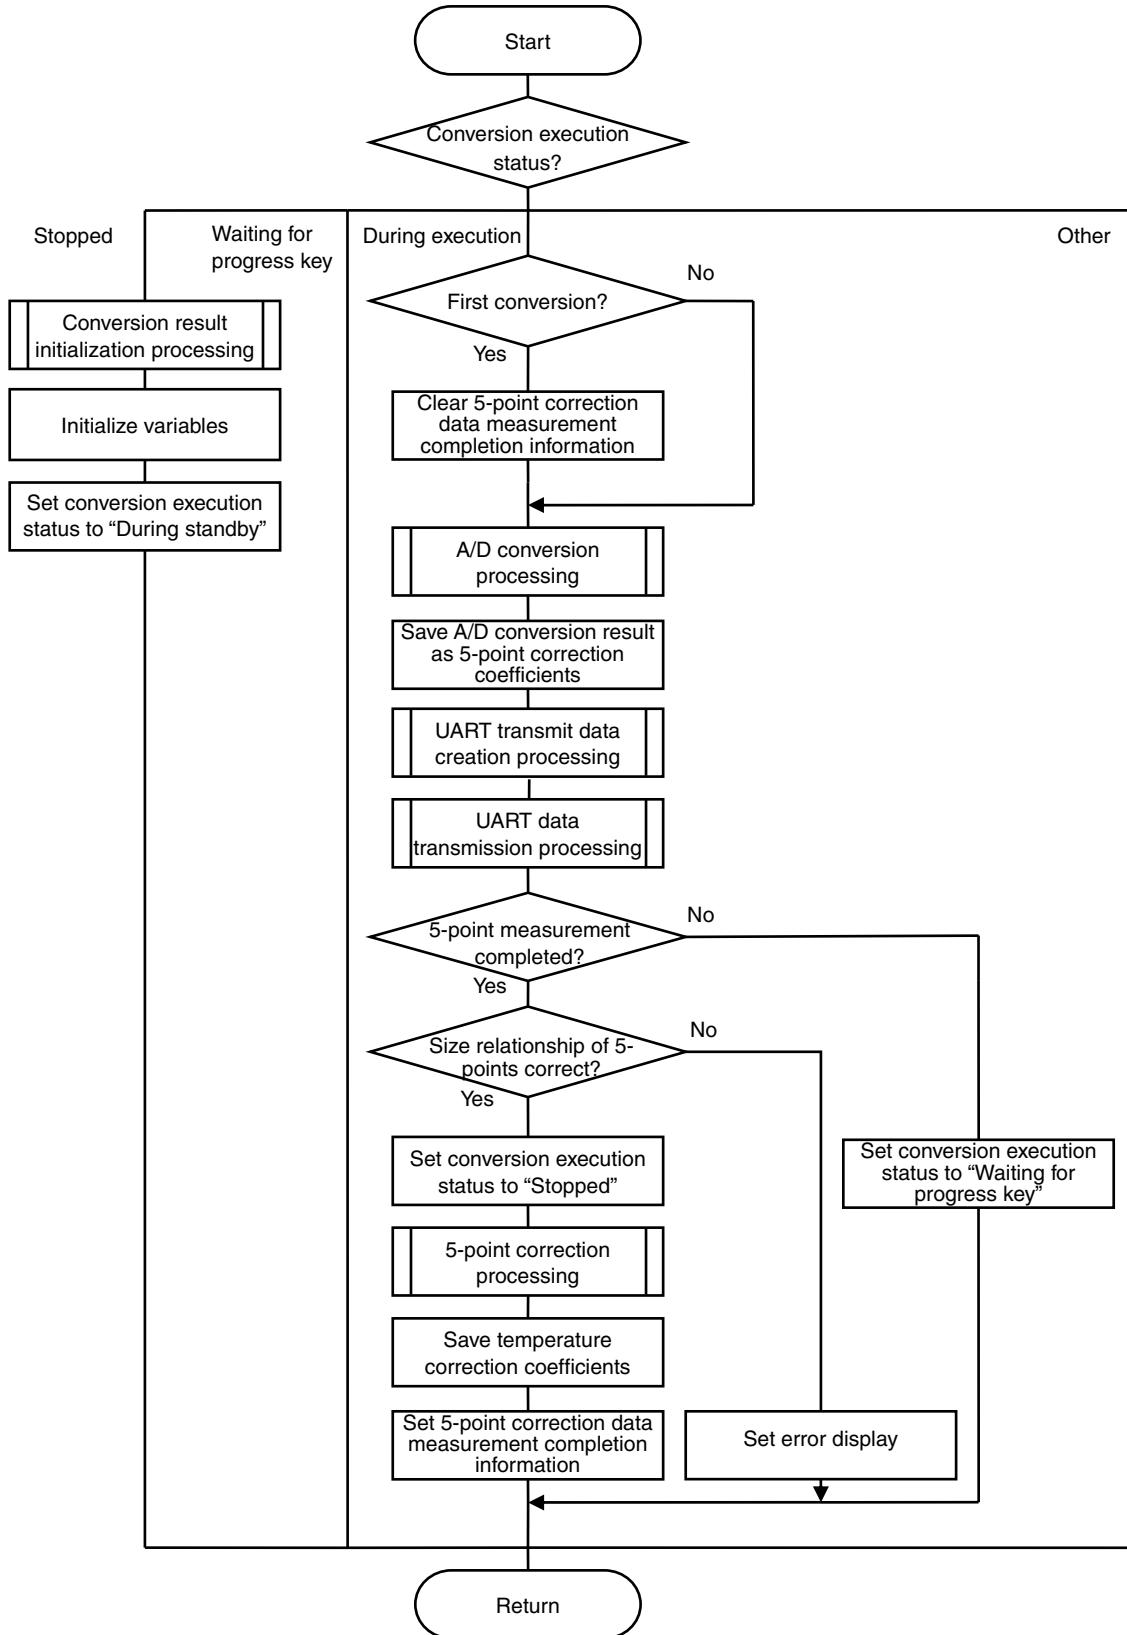 Start
Conversion execution
status?
Stopped
Waiting for
progress key
During execution
Other
Conversion result
initialization processing
Initialize variables
Set conversion execution
status to “During standby”
First conversion?
No
Yes
Clear 5-point correction
data measurement
completion information
A/D conversion
processing
Save A/D conversion result
as 5-point correction
coefficients
UART transmit data
creation processing
UART data
transmission processing
5-point measurement
completed?
No
Yes
Size relationship of 5-
points correct?
No
Yes
Set conversion execution
status to “Stopped”
Set conversion execution
status to “Waiting for
progress key”
5-point correction
processing
Save temperature
correction coefficients
Set 5-point correction data
measurement completion
information
Set error display
Return